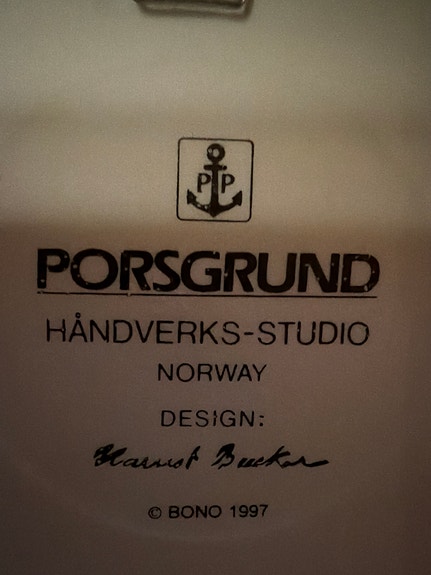 P P
PORSGRUND
HÅNDVERKS-STUDIO
NORWAY
DESIGN:
© BONO 1997